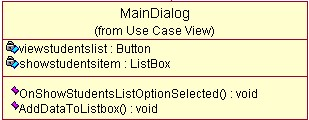 MainDialog
(from Use Case View)
viewstudentslist : Button
showstudentsitem : ListBox
OnShowStudentsListOptionSelected() : void
AddDataToListbox() : void